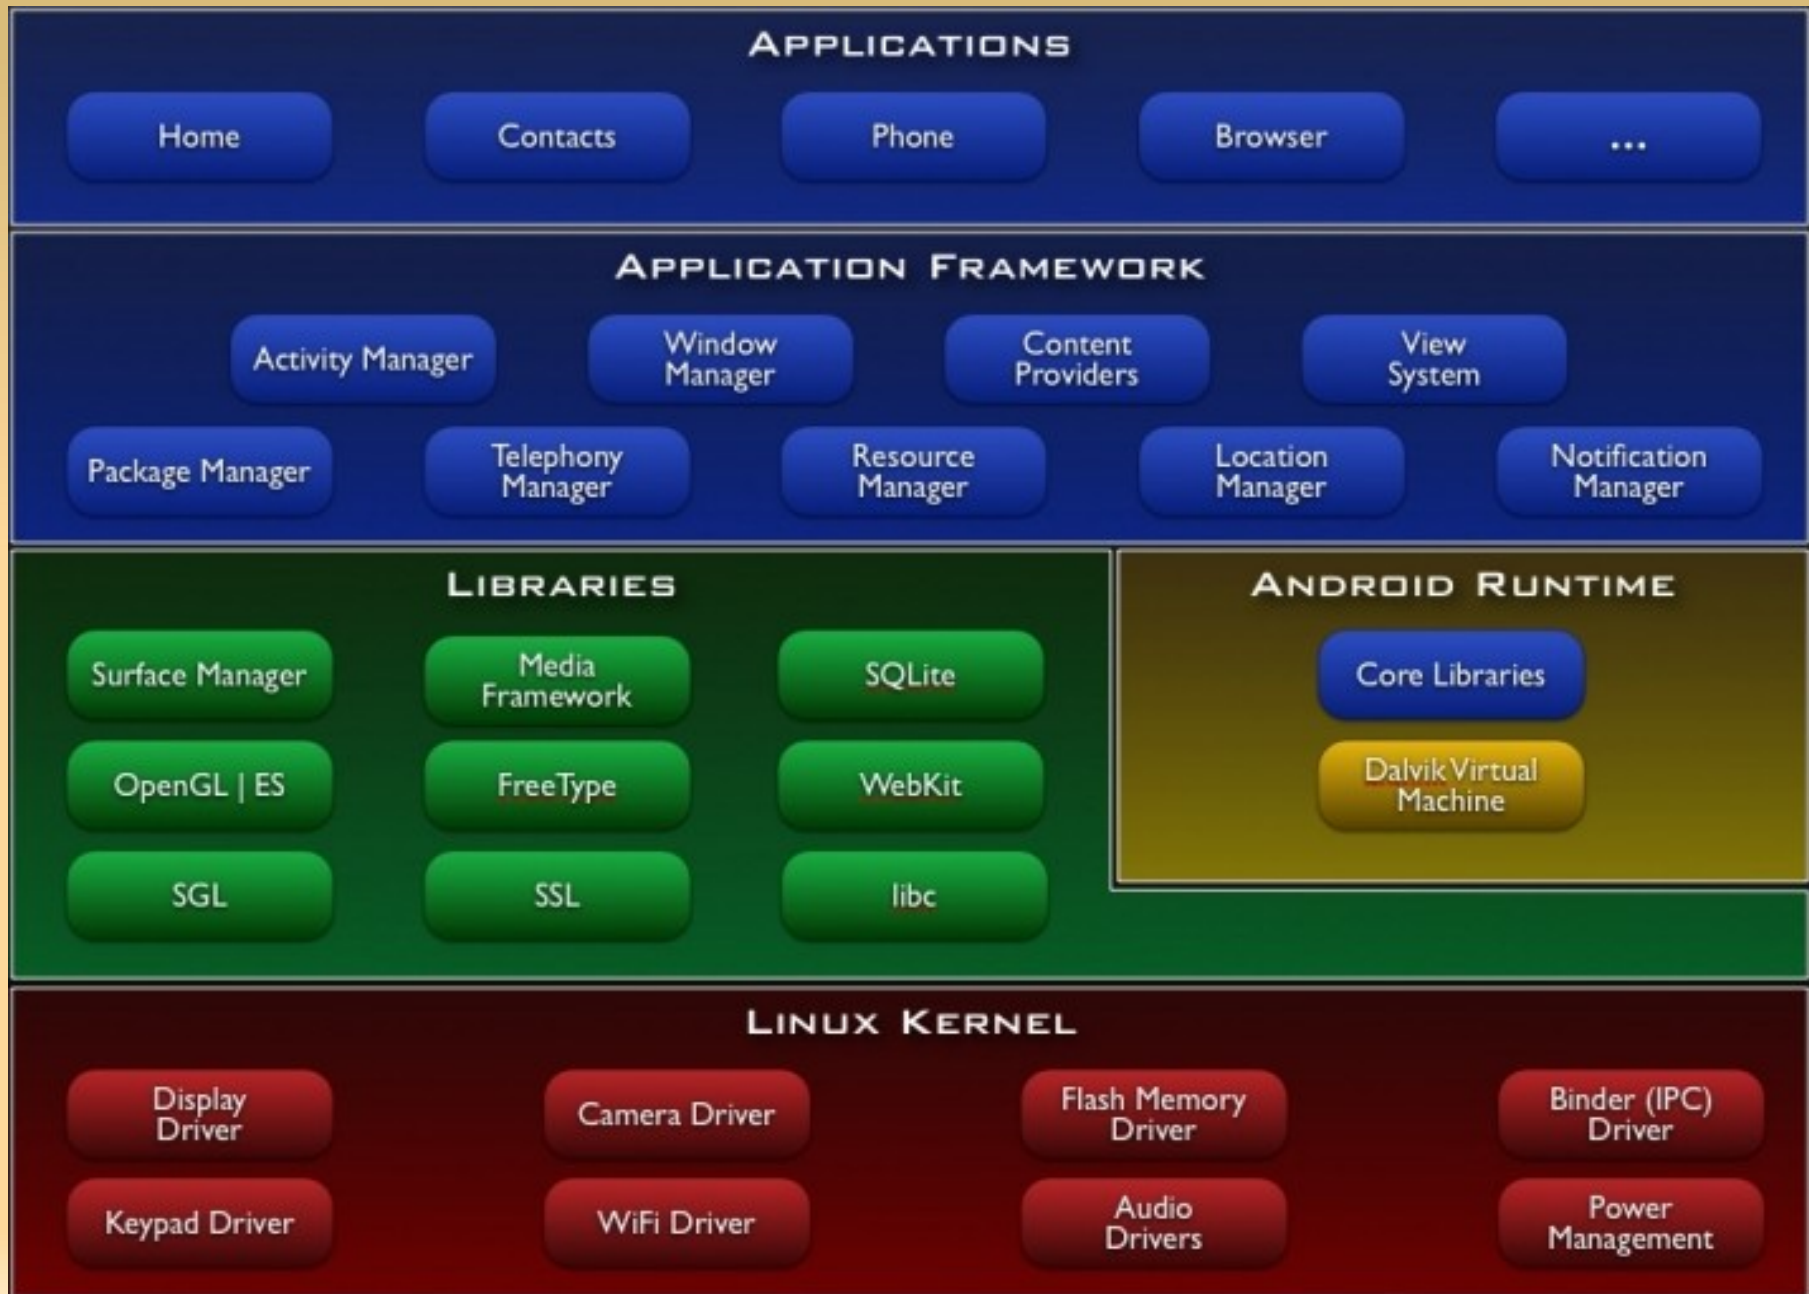 APPLICATIONS
Home
Contacts
Phone
Browser
...
APPLICATION FRAMEWORK
Activity Manager
Window
Manager
Content
Providers
View
System
Package Manager
Telephony
Manager
Resource
Manager
Location
Manager
Notification
Manager
LIBRARIES
Surface Manager
Media
Framework
SQLite
OpenGL | ES
FreeType
WebKit
SGL
SSL
libc
ANDROID RUNTIME
Core Libraries
Dalvik Virtual
Machine
LINUX KERNEL
Display
Driver
Camera Driver
Flash Memory
Driver
Binder (IPC)
Driver
Keypad Driver
WiFi Driver
Audio
Drivers
Power
Management